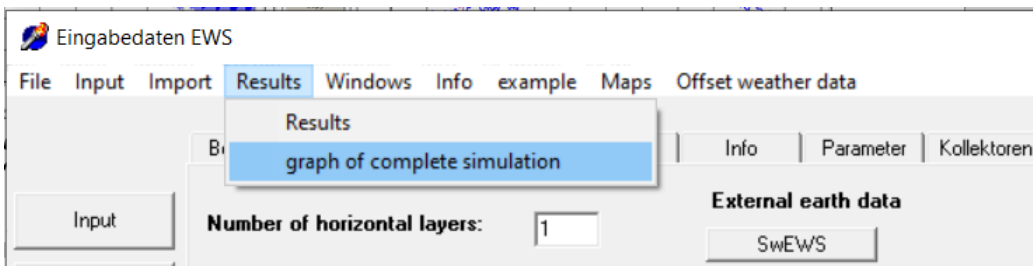 Eingabedaten EWS
File Input Import Results Windows Info example Maps Offset weather data
Results
graph of complete simulation
Info Parameter Kollektoren
Input
Number of horizontal layers: 1
External earth data
SwEWS